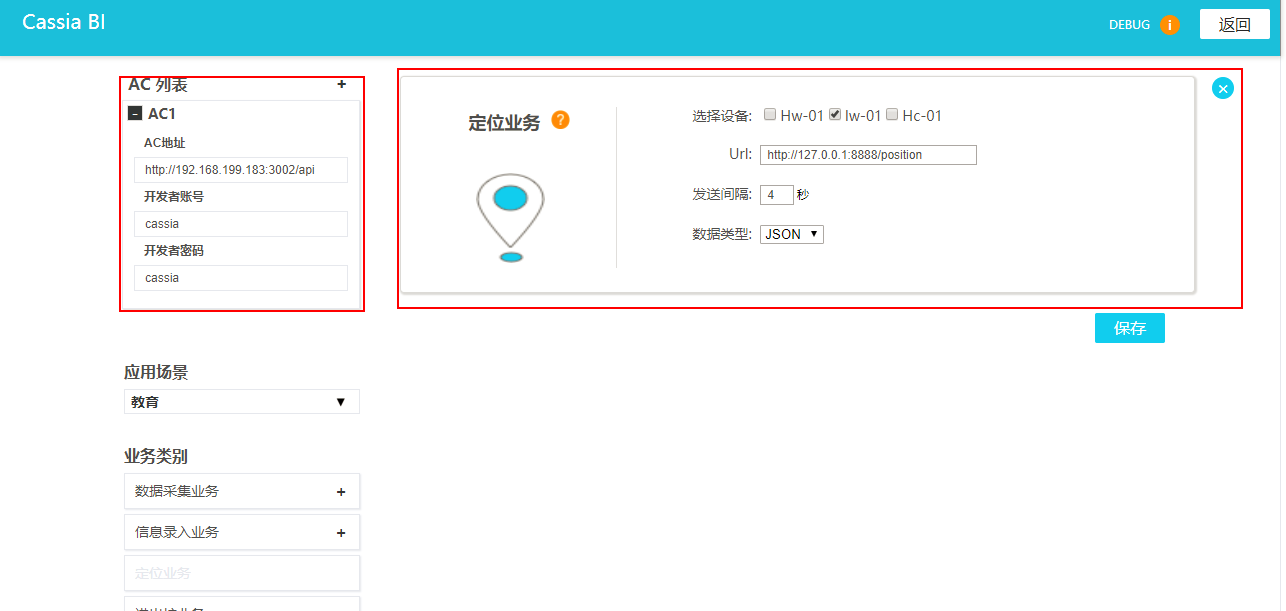 Cassia BI
DEBUG i 返回
AC 列表 +
AC1
AC地址
http://192.168.199.183:3002/api
开发者账号
cassia
开发者密码
cassia
定位业务 ?
选择设备: Hw-01 Iw-01 Hc-01
Url: http://127.0.0.1:8888/position
发送间隔: 4 秒
数据类型: JSON
保存
应用场景
教育
业务类别
数据采集业务 +
信息录入业务 +
定位业务